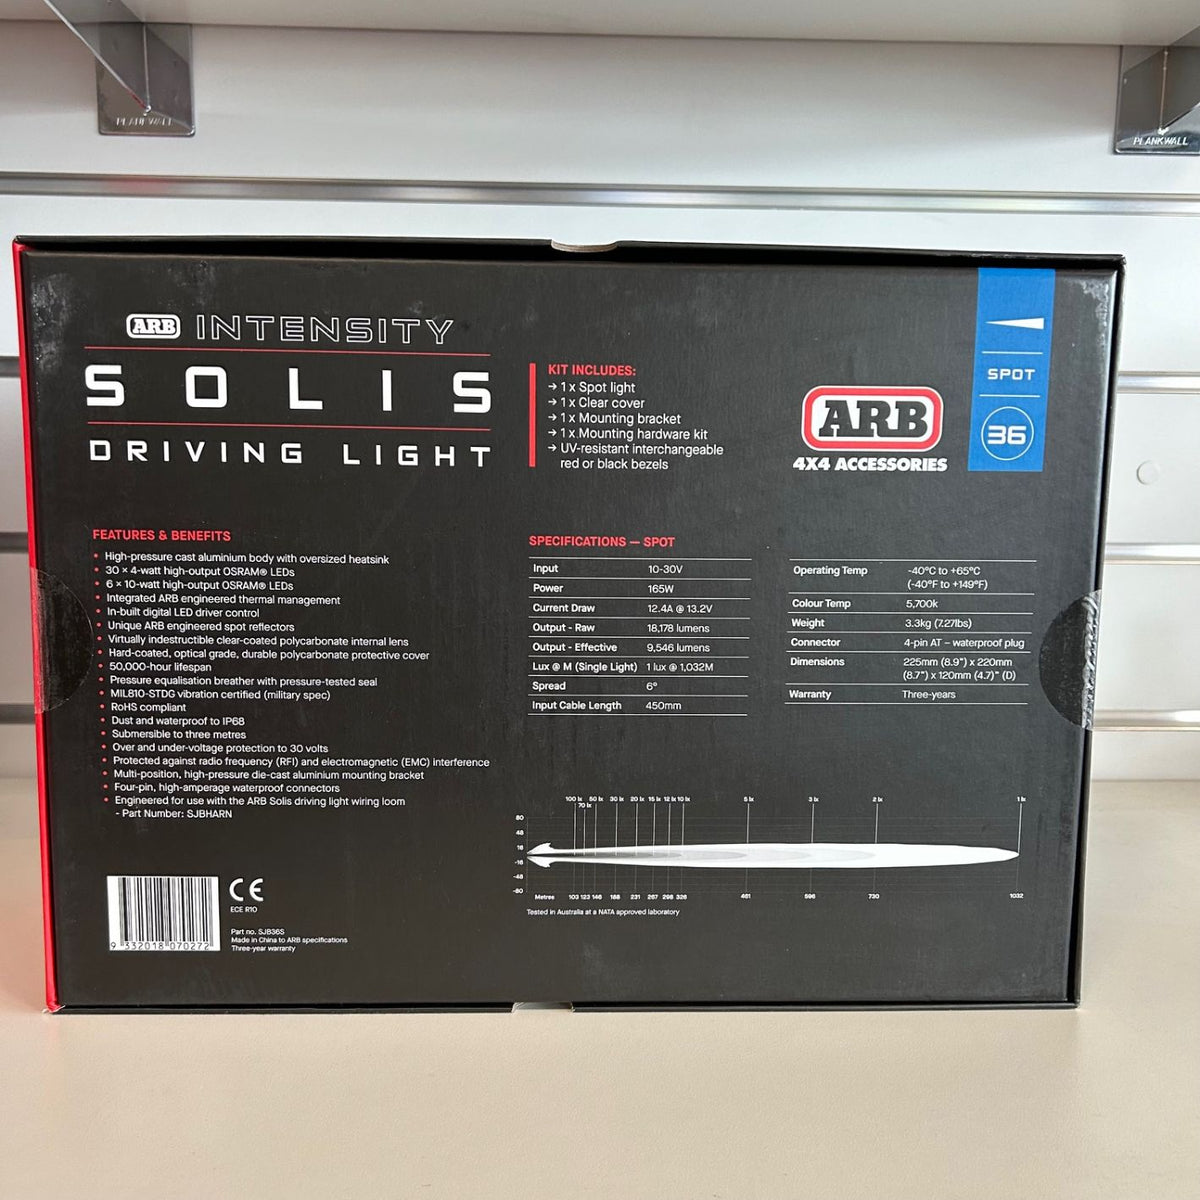 PLANKWALL
PLANKWALL
ARB INTENSITY
SOLIS
DRIVING LIGHT
KIT INCLUDES:
→ 1 x Spot light
→ 1 x Clear cover
→ 1 x Mounting bracket
→ 1 x Mounting hardware kit
→ UV-resistant interchangeable
red or black bezels
ARB
4X4 ACCESSORIES
SPOT
36
FEATURES & BENEFITS
• High-pressure cast aluminium body with oversized heatsink
• 30 × 4-watt high-output OSRAM® LEDs
• 6 × 10-watt high-output OSRAM® LEDs
• Integrated ARB engineered thermal management
• In-built digital LED driver control
• Unique ARB engineered spot reflectors
• Virtually indestructible clear-coated polycarbonate internal lens
• Hard-coated, optical grade, durable polycarbonate protective cover
• 50,000-hour lifespan
• Pressure equalisation breather with pressure-tested seal
• MIL810-STDG vibration certified (military spec)
• RoHS compliant
• Dust and waterproof to IP68
• Submersible to three metres
• Over and under-voltage protection to 30 volts
• Protected against radio frequency (RFI) and electromagnetic (EMC) interference
• Multi-position, high-pressure die-cast aluminium mounting bracket
• Four-pin, high-amperage waterproof connectors
• Engineered for use with the ARB Solis driving light wiring loom
- Part Number: SJBHARN
SPECIFICATIONS — SPOT
Input 10-30V
Power 165W
Current Draw 12.4A @ 13.2V
Output - Raw 18,178 lumens
Output - Effective 9,546 lumens
Lux @ M (Single Light) 1 lux @ 1,032M
Spread 6°
Input Cable Length 450mm
Operating Temp -40°C to +65°C
(-40°F to +149°F)
Colour Temp 5,700k
Weight 3.3kg (7.27lbs)
Connector 4-pin AT – waterproof plug
Dimensions 225mm (8.9") x 220mm
(8.7") x 120mm (4.7)" (D)
Warranty Three-years
100 lx 50 lx 30 lx 20 lx 15 lx 12 lx 10 lx 5 lx 3 lx 2 lx 1 lx
70 lx
80
48
16
-16
-48
-80
Metres 103 123 146 188 231 267 298 326 461 596 730 1032
Tested in Australia at a NATA approved laboratory
9 332018 070272
CE
ECE R10
Part no. SJB36S
Made in China to ARB specifications
Three-year warranty